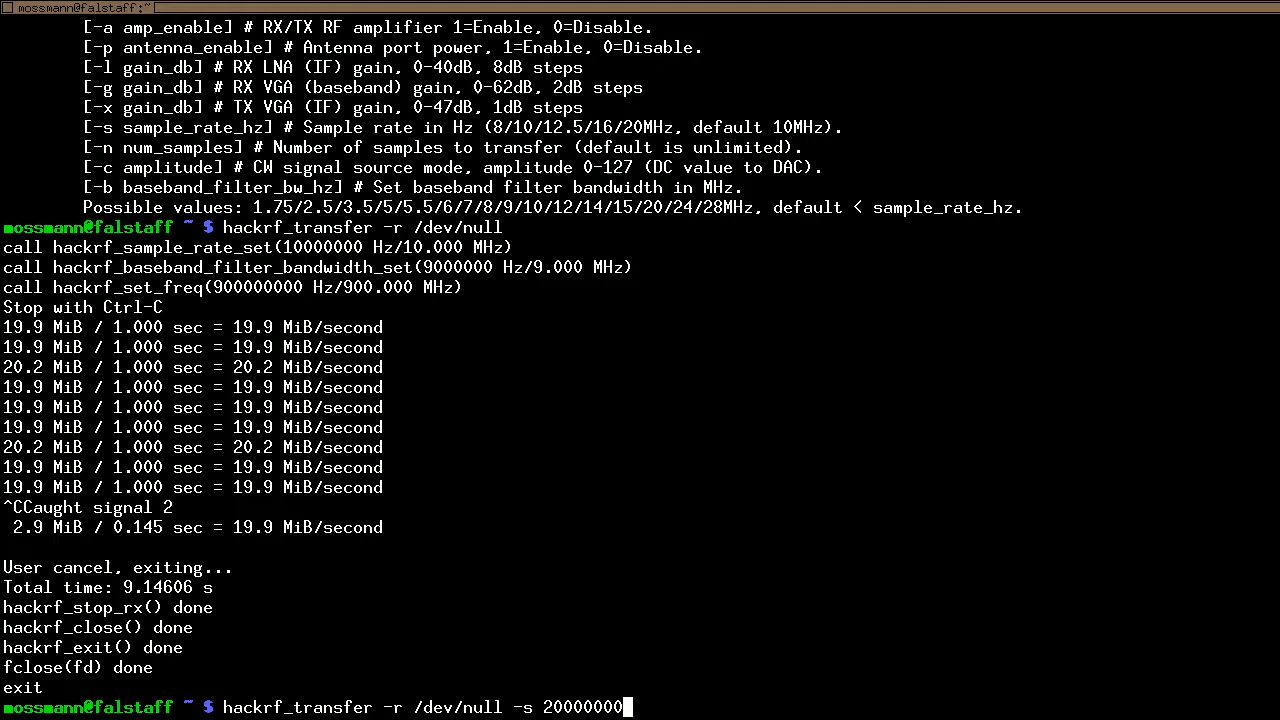 mossmann@falstaff:~
[-a amp_enable] # RX/TX RF amplifier 1=Enable, 0=Disable.
[-p antenna_enable] # Antenna port power, 1=Enable, 0=Disable.
[-l gain_db] # RX LNA (IF) gain, 0-40dB, 8dB steps
[-g gain_db] # RX VGA (baseband) gain, 0-62dB, 2dB steps
[-x gain_db] # TX VGA (IF) gain, 0-47dB, 1dB steps
[-s sample_rate_hz] # Sample rate in Hz (8/10/12.5/16/20MHz, default 10MHz).
[-n num_samples] # Number of samples to transfer (default is unlimited).
[-c amplitude] # CW signal source mode, amplitude 0-127 (DC value to DAC).
[-b baseband_filter_bw_hz] # Set baseband filter bandwidth in MHz.
Possible values: 1.75/2.5/3.5/5/5.5/6/7/8/9/10/12/14/15/20/24/28MHz, default < sample_rate_hz.
mossmann@falstaff ~ $ hackrf_transfer -r /dev/null
call hackrf_sample_rate_set(10000000 Hz/10.000 MHz)
call hackrf_baseband_filter_bandwidth_set(9000000 Hz/9.000 MHz)
call hackrf_set_freq(900000000 Hz/900.000 MHz)
Stop with Ctrl-C
19.9 MiB / 1.000 sec = 19.9 MiB/second
19.9 MiB / 1.000 sec = 19.9 MiB/second
20.2 MiB / 1.000 sec = 20.2 MiB/second
19.9 MiB / 1.000 sec = 19.9 MiB/second
19.9 MiB / 1.000 sec = 19.9 MiB/second
19.9 MiB / 1.000 sec = 19.9 MiB/second
20.2 MiB / 1.000 sec = 20.2 MiB/second
19.9 MiB / 1.000 sec = 19.9 MiB/second
19.9 MiB / 1.000 sec = 19.9 MiB/second
^CCaught signal 2
2.9 MiB / 0.145 sec = 19.9 MiB/second
User cancel, exiting...
Total time: 9.14606 s
hackrf_stop_rx() done
hackrf_close() done
hackrf_exit() done
fclose(fd) done
exit
mossmann@falstaff ~ $ hackrf_transfer -r /dev/null -s 20000000